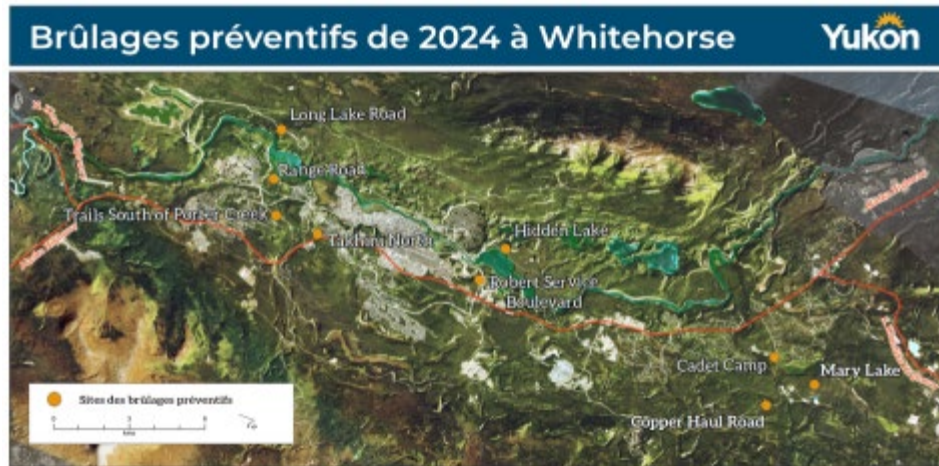 Brûlages préventifs de 2024 à Whitehorse
Yukon
Long Lake Road
Range Road
Trails South of Porter Creek
Takhini North
Hidden Lake
Robert Service
Boulevard
Cadet Camp
Mary Lake
Copper Haul Road
Sites des brûlages préventifs
0